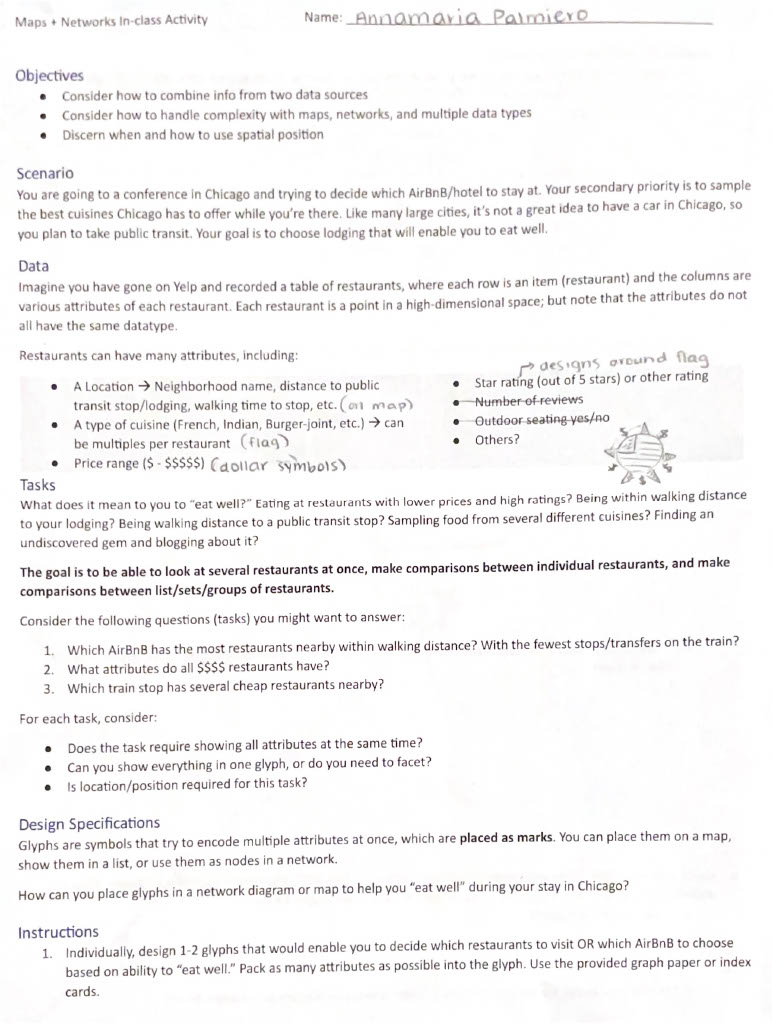 Maps + Networks In-class Activity
Name: Annamaria Palmiero
Objectives
• Consider how to combine info from two data sources
• Consider how to handle complexity with maps, networks, and multiple data types
• Discern when and how to use spatial position
Scenario
You are going to a conference in Chicago and trying to decide which AirBnB/hotel to stay at. Your secondary priority is to sample
the best cuisines Chicago has to offer while you're there. Like many large cities, it's not a great idea to have a car in Chicago, so
you plan to take public transit. Your goal is to choose lodging that will enable you to eat well.
Data
Imagine you have gone on Yelp and recorded a table of restaurants, where each row is an item (restaurant) and the columns are
various attributes of each restaurant. Each restaurant is a point in a high-dimensional space; but note that the attributes do not
all have the same datatype.
Restaurants can have many attributes, including:
• A Location → Neighborhood name, distance to public
transit stop/lodging, walking time to stop, etc. (on map)
• A type of cuisine (French, Indian, Burger-joint, etc.) → can
be multiples per restaurant (flag)
• Price range ($ - $$$$$) (dollar symbols)
→ designs around flag
• Star rating (out of 5 stars) or other rating
• Number of reviews
• Outdoor seating yes/no
• Others?
$
Tasks
What does it mean to you to "eat well?" Eating at restaurants with lower prices and high ratings? Being within walking distance
to your lodging? Being walking distance to a public transit stop? Sampling food from several different cuisines? Finding an
undiscovered gem and blogging about it?
The goal is to be able to look at several restaurants at once, make comparisons between individual restaurants, and make
comparisons between list/sets/groups of restaurants.
Consider the following questions (tasks) you might want to answer:
1. Which AirBnB has the most restaurants nearby within walking distance? With the fewest stops/transfers on the train?
2. What attributes do all $$$$ restaurants have?
3. Which train stop has several cheap restaurants nearby?
For each task, consider:
• Does the task require showing all attributes at the same time?
• Can you show everything in one glyph, or do you need to facet?
• Is location/position required for this task?
Design Specifications
Glyphs are symbols that try to encode multiple attributes at once, which are placed as marks. You can place them on a map,
show them in a list, or use them as nodes in a network.
How can you place glyphs in a network diagram or map to help you "eat well" during your stay in Chicago?
Instructions
1. Individually, design 1-2 glyphs that would enable you to decide which restaurants to visit OR which AirBnB to choose
based on ability to "eat well." Pack as many attributes as possible into the glyph. Use the provided graph paper or index
cards.